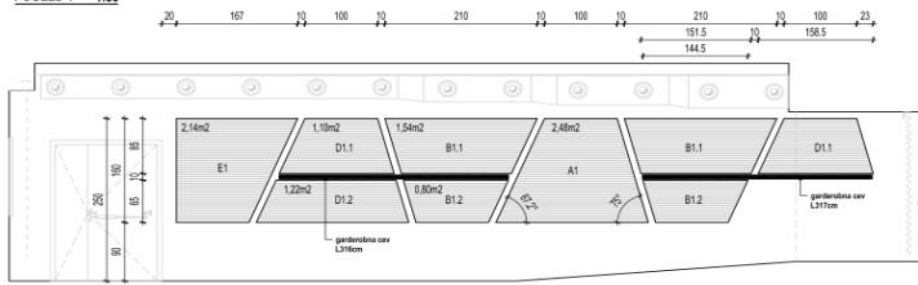 20 167 10 100 10 210 10 100 10 210 10 100 23
151.5 10 158.5
144.5
2,14m2 1,10m2 1,54m2 2,48m2
D1.1 B1.1 B1.1 D1.1
E1 A1
1,22m2 0,80m2
D1.2 B1.2 67.2° B1.2
250 160 90 85 10 65
garderobna cev
L316cm
garderobna cev
L317cm